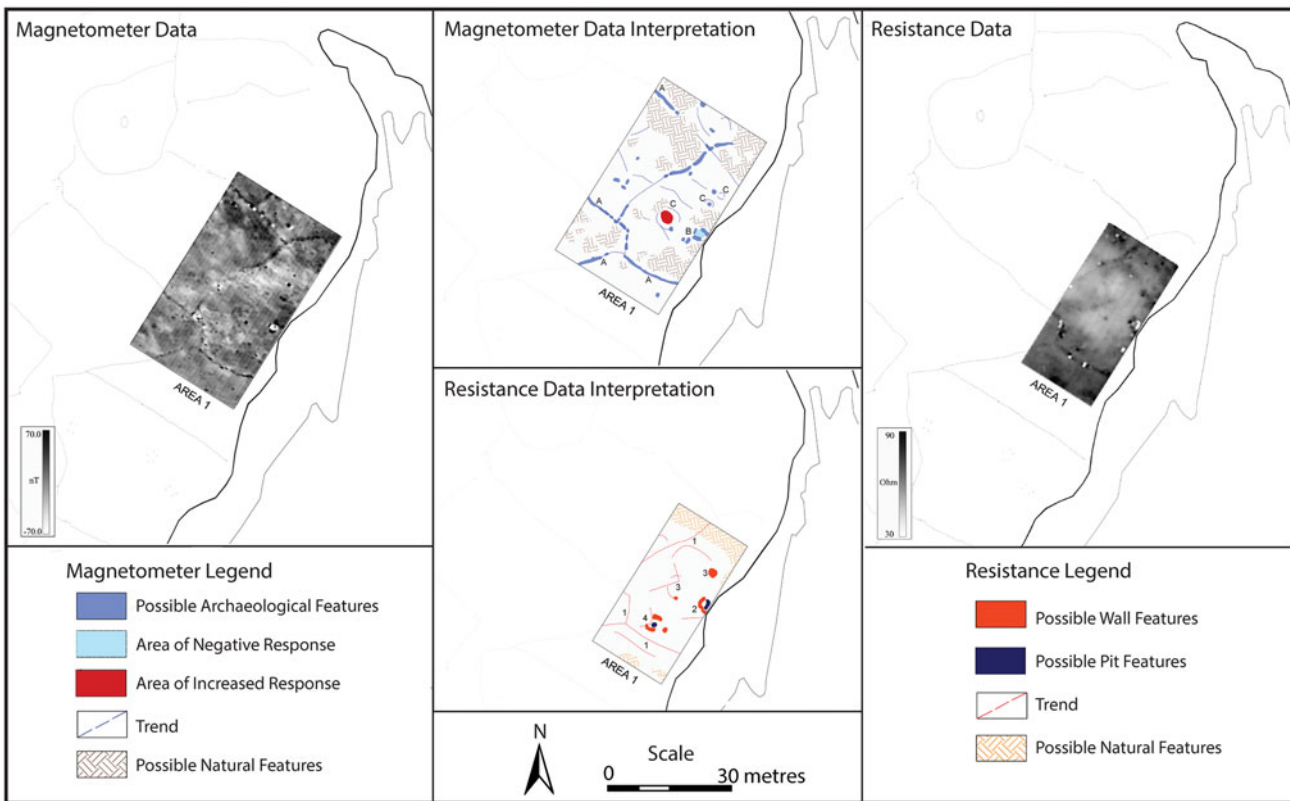 Magnetometer Data
70.0
nT
-70.0
AREA 1
Magnetometer Data Interpretation
A
A
C
C
C
B
A
A
AREA 1
Resistance Data
90
Ohm
30
AREA 1
Resistance Data Interpretation
1
3
3
2
1
4
1
AREA 1
Magnetometer Legend
Possible Archaeological Features
Area of Negative Response
Area of Increased Response
Trend
Possible Natural Features
N
Scale
0 30 metres
Resistance Legend
Possible Wall Features
Possible Pit Features
Trend
Possible Natural Features